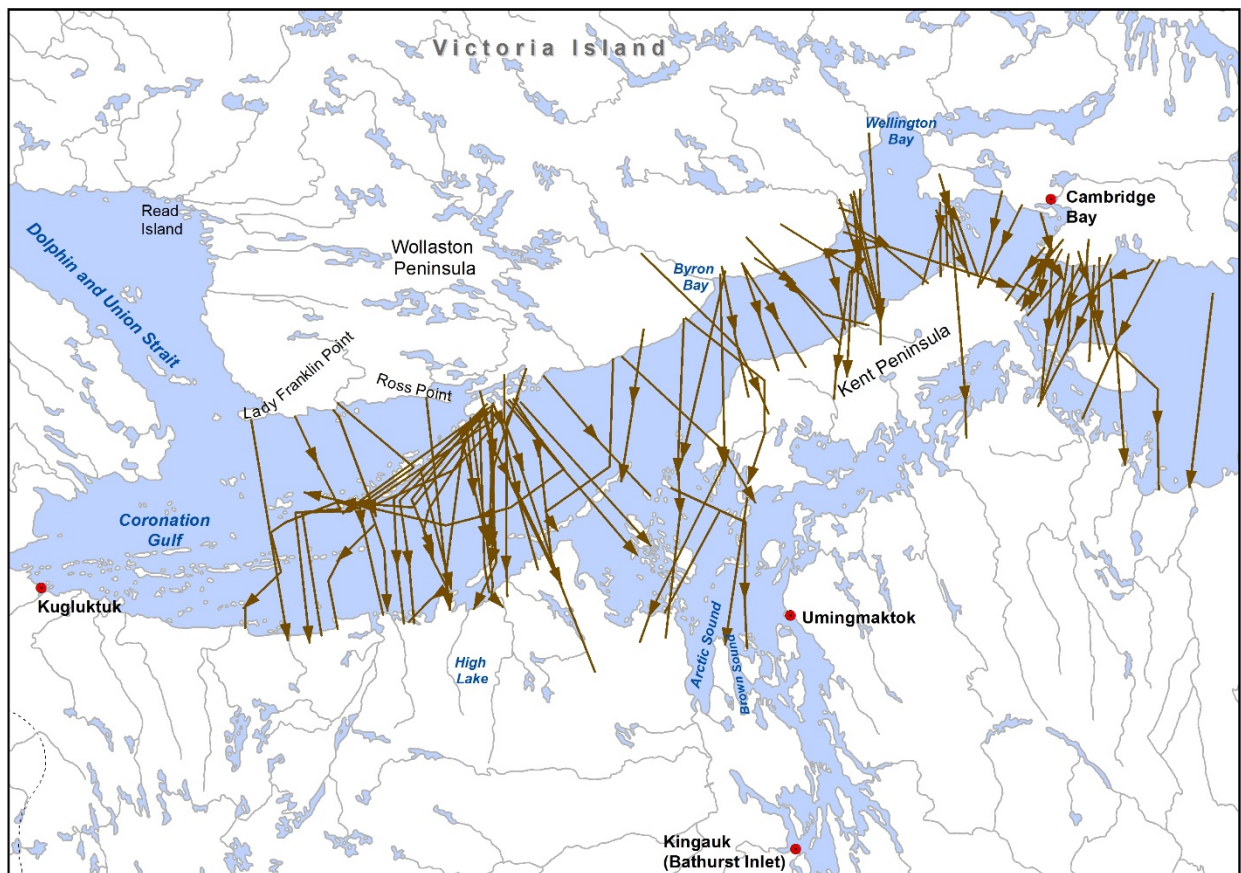 Victoria Island
Wellington
Bay
Cambridge
Bay
Read
Island
Dolphin and Union Strait
Wollaston
Peninsula
Byron
Bay
Lady Franklin Point
Ross Point
Kent Peninsula
Coronation
Gulf
Kugluktuk
Umingmaktok
High
Lake
Arctic Sound
Brown Sound
Kingauk
(Bathurst Inlet)